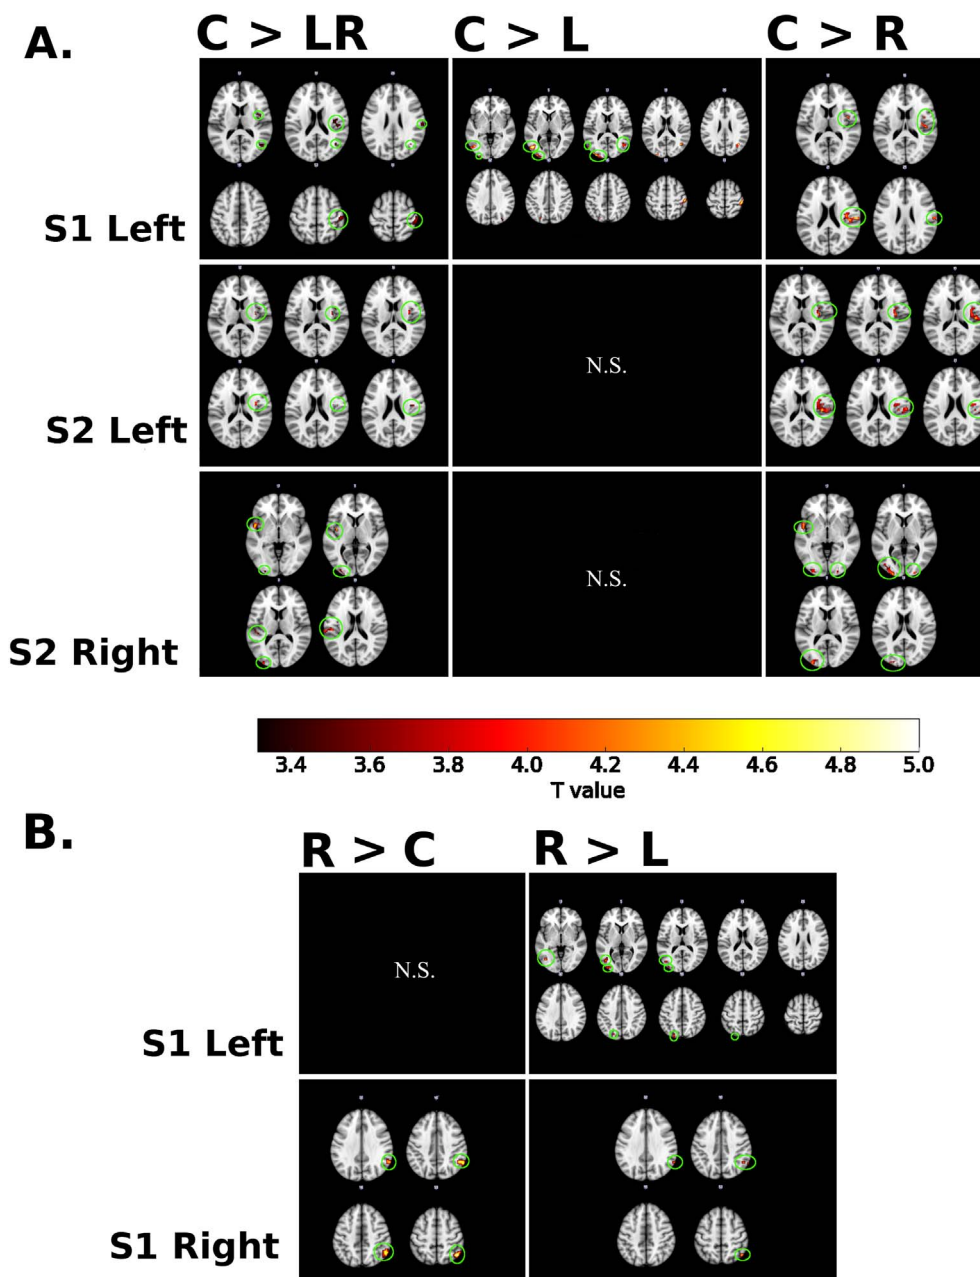 A.
C > LR
C > L
C > R
S1 Left
S2 Left
N.S.
S2 Right
N.S.
3.4 3.6 3.8 4.0 4.2 4.4 4.6 4.8 5.0
T value
B.
R > C
R > L
S1 Left
N.S.
S1 Right